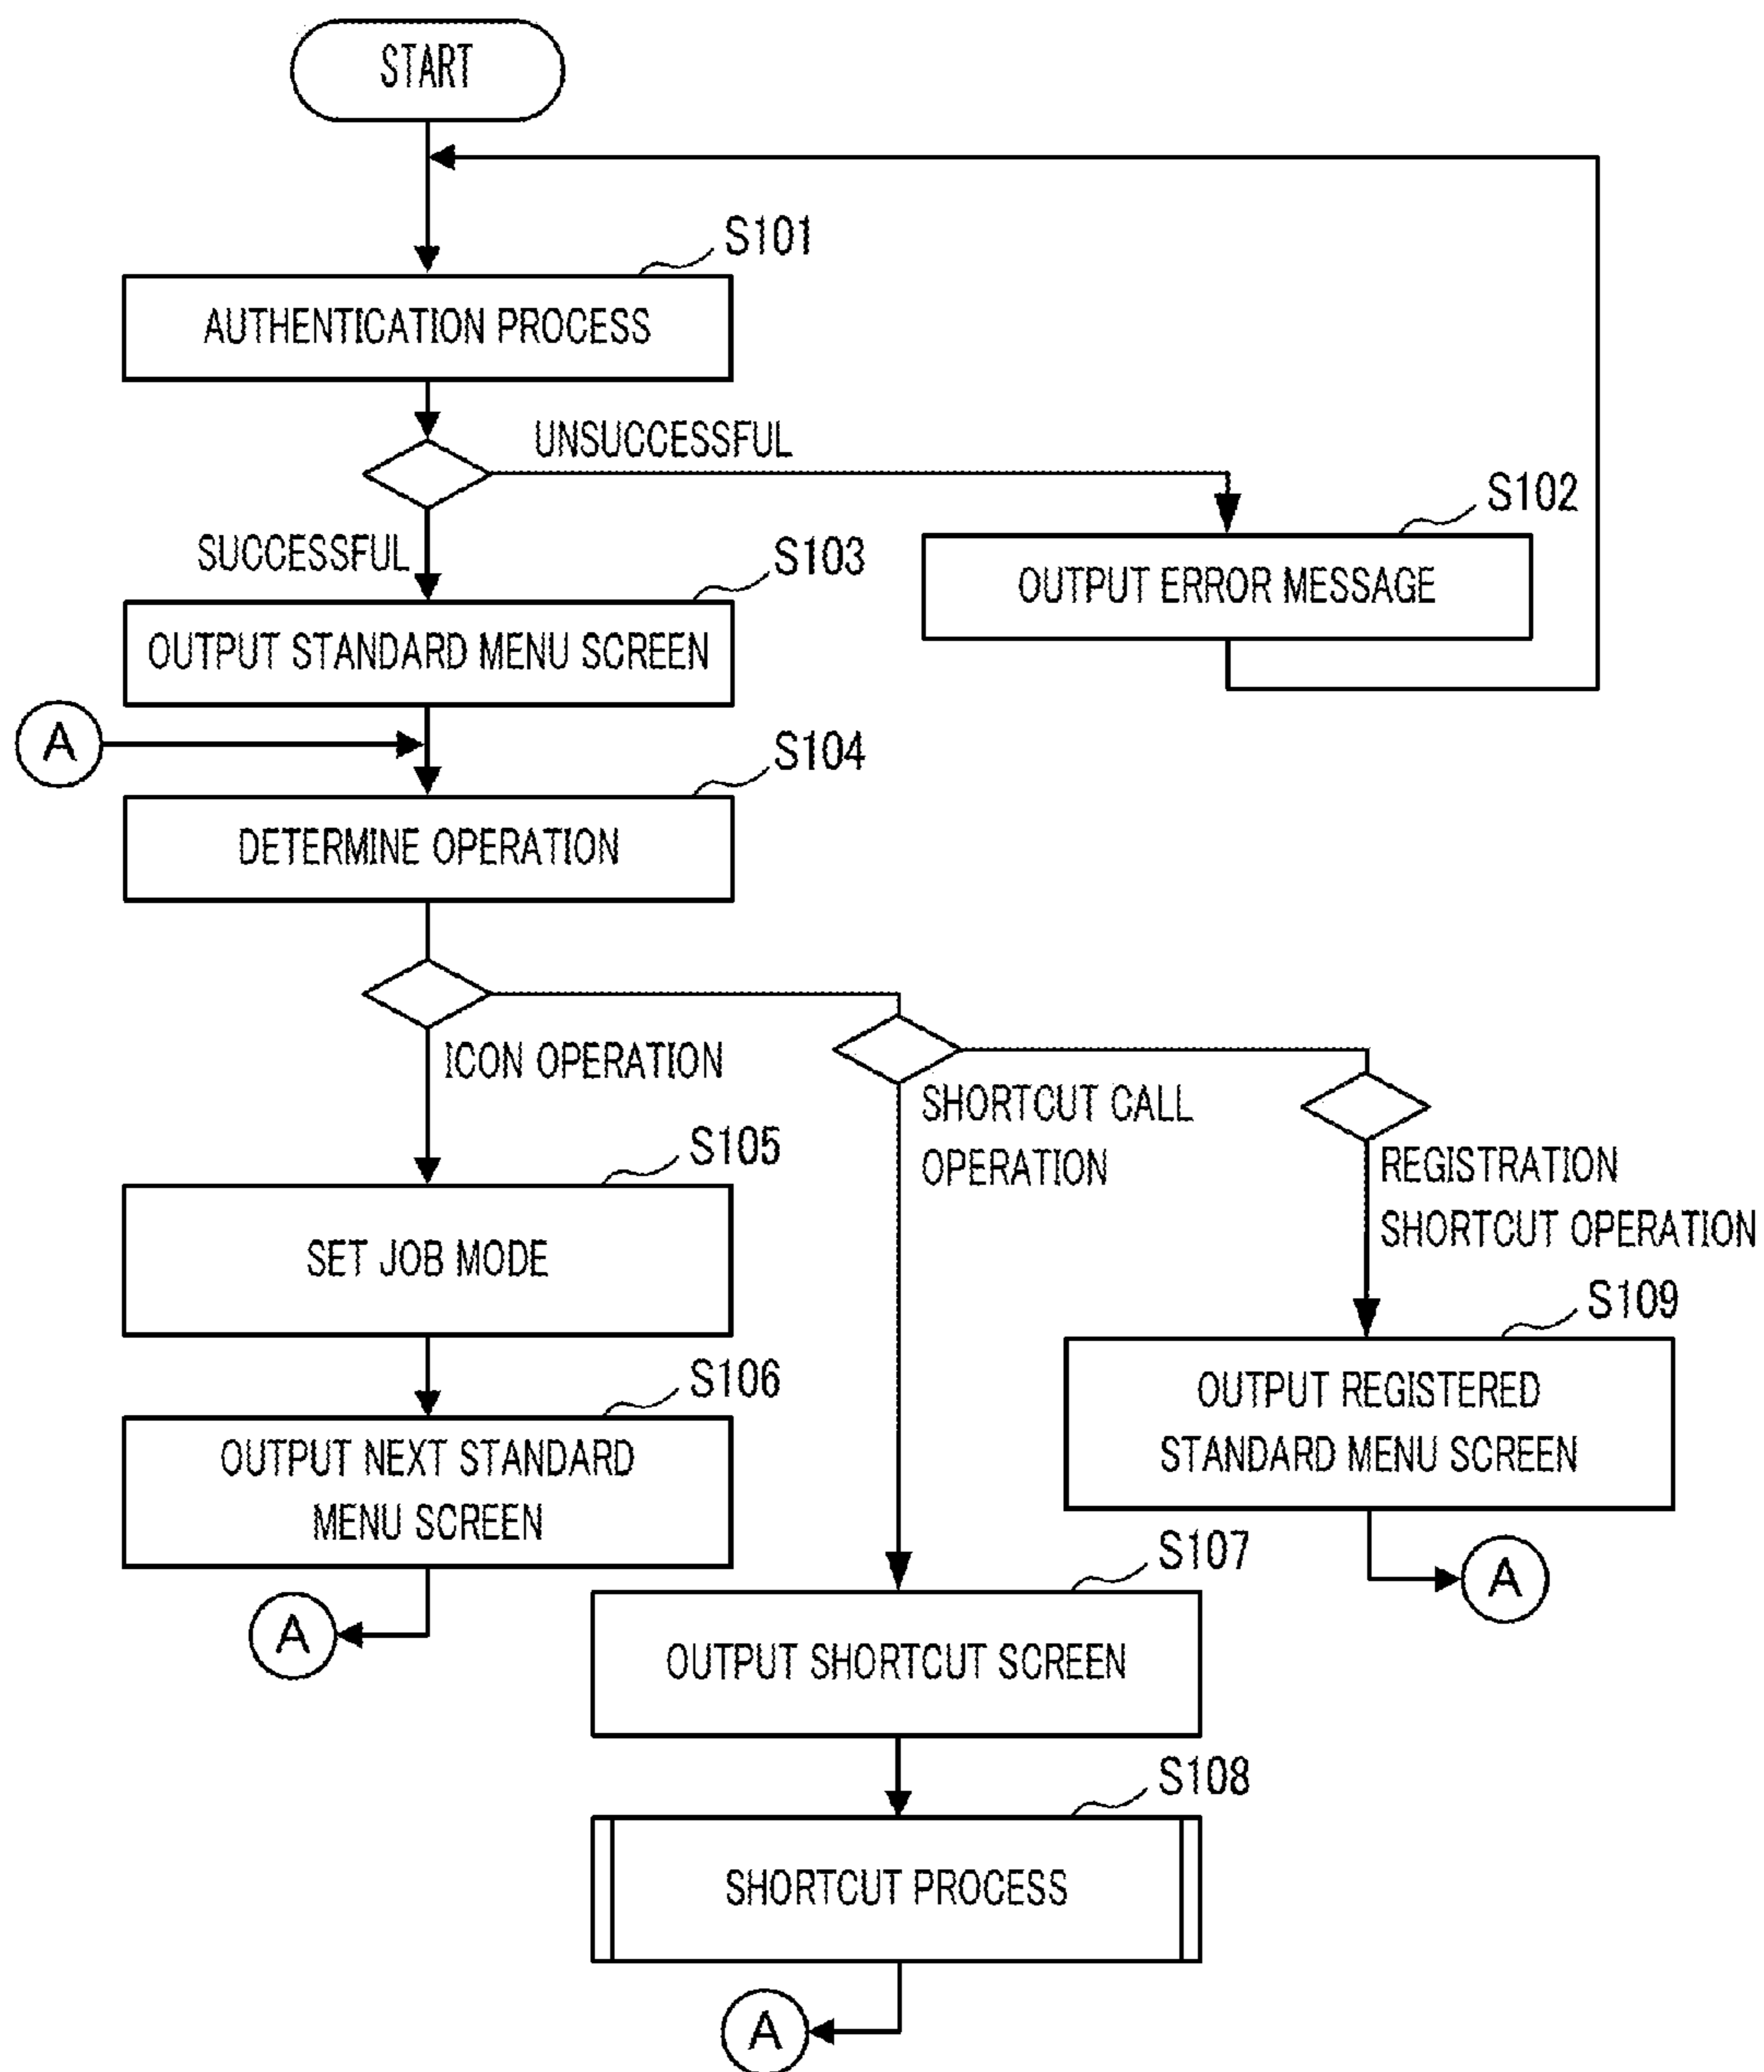 START
S101
AUTHENTICATION PROCESS
UNSUCCESSFUL
S102
SUCCESSFUL
S103
OUTPUT ERROR MESSAGE
OUTPUT STANDARD MENU SCREEN
A
S104
DETERMINE OPERATION
ICON OPERATION
SHORTCUT CALL
OPERATION
REGISTRATION
SHORTCUT OPERATION
S105
SET JOB MODE
S109
OUTPUT REGISTERED
STANDARD MENU SCREEN
S106
OUTPUT NEXT STANDARD
MENU SCREEN
A
S107
A
OUTPUT SHORTCUT SCREEN
S108
SHORTCUT PROCESS
A